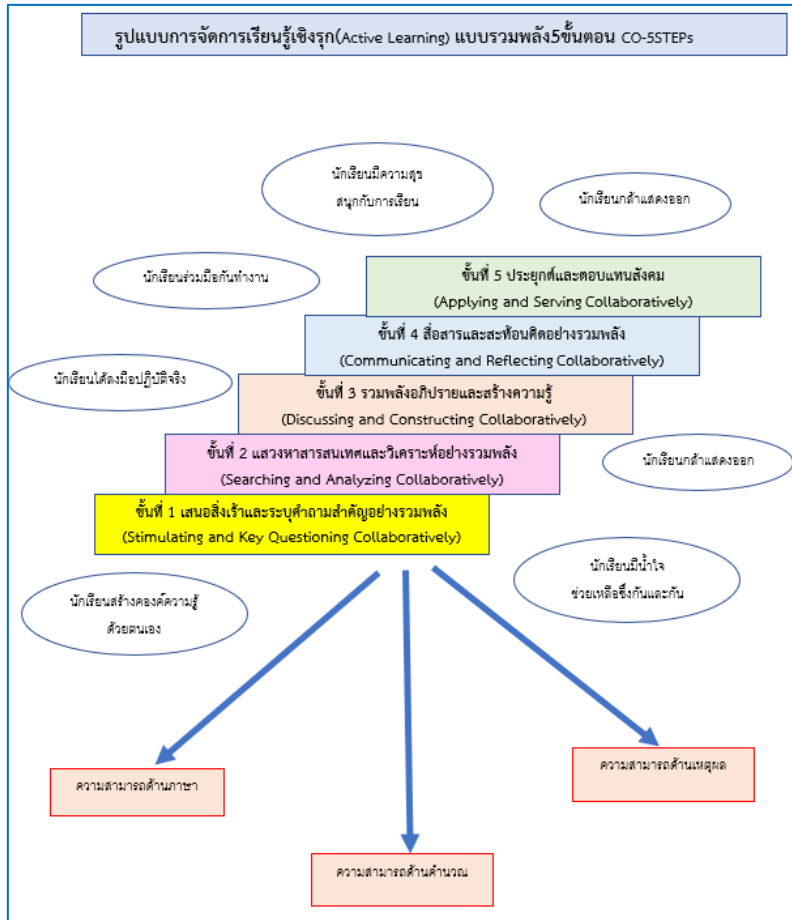 รูปแบบการจัดการเรียนรู้เชิงรุก(Active Learning) แบบรวมพลัง5ขั้นตอน CO-5STEPs
นักเรียนมีความสุข
สนุกกับการเรียน
นักเรียนกล้าแสดงออก
นักเรียนร่วมมือกันทำงาน
ขั้นที่ 5 ประยุกต์และตอบแทนสังคม
(Applying and Serving Collaboratively)
ขั้นที่ 4 สื่อสารและสะท้อนคิดอย่างรวมพลัง
(Communicating and Reflecting Collaboratively)
นักเรียนได้ลงมือปฏิบัติจริง
ขั้นที่ 3 รวมพลังอภิปรายและสร้างความรู้
(Discussing and Constructing Collaboratively)
ขั้นที่ 2 แสวงหาสารสนเทศและวิเคราะห์อย่างรวมพลัง
(Searching and Analyzing Collaboratively)
นักเรียนกล้าแสดงออก
ขั้นที่ 1 เสนอสิ่งเร้าและระบุคำถามสำคัญอย่างรวมพลัง
(Stimulating and Key Questioning Collaboratively)
นักเรียนมีน้ำใจ
ช่วยเหลือซึ่งกันและกัน
นักเรียนสร้างองค์ความรู้
ด้วยตนเอง
ความสามารถด้านเหตุผล
ความสามารถด้านภาษา
ความสามารถด้านคำนวณ